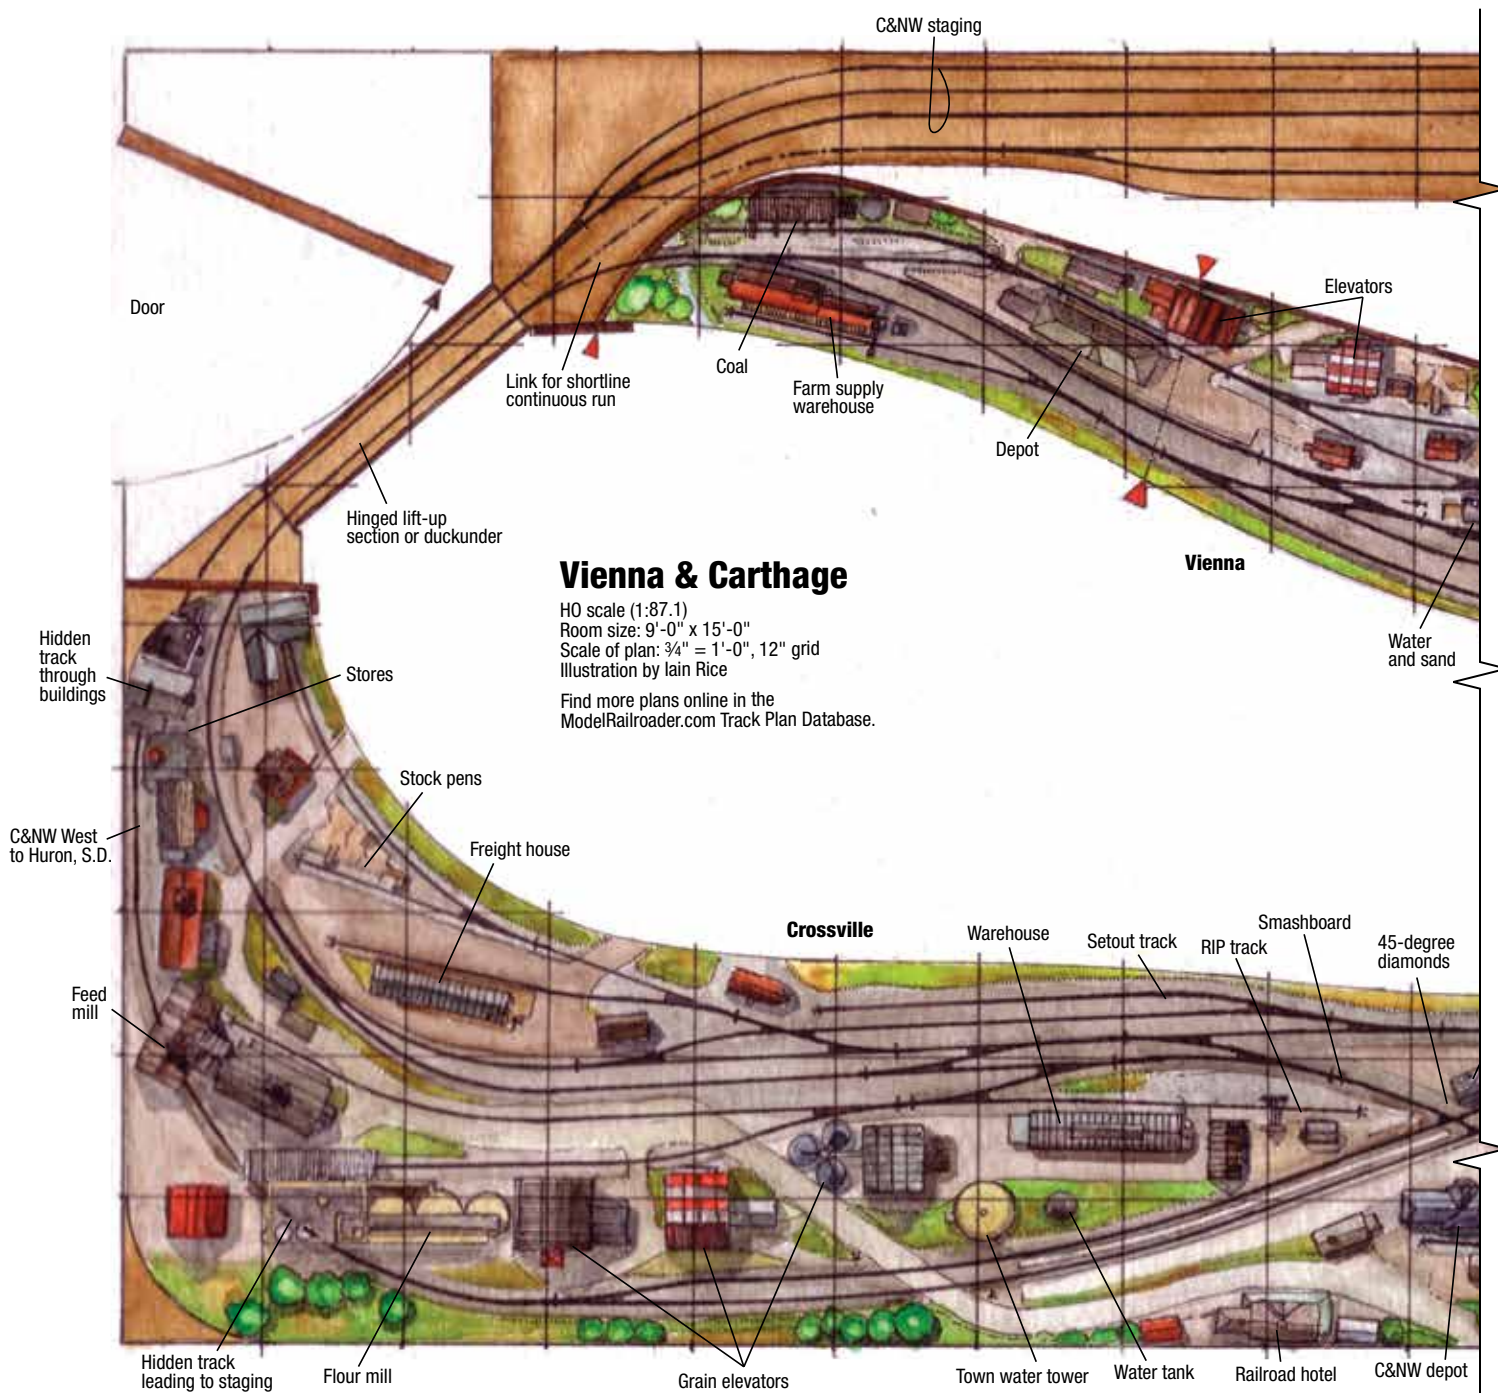 C&NW staging
Door
Link for shortline
continuous run
Coal
Farm supply
warehouse
Depot
Elevators
Hinged lift-up
section or duckunder
Vienna
Water
and sand
Vienna & Carthage
HO scale (1:87.1)
Room size: 9'-0" x 15'-0"
Scale of plan: ¾" = 1'-0", 12" grid
Illustration by Iain Rice
Find more plans online in the
ModelRailroader.com Track Plan Database.
Hidden
track
through
buildings
Stores
Stock pens
C&NW West
to Huron, S.D.
Freight house
Feed
mill
Crossville
Warehouse
Setout track
RIP track
Smashboard
45-degree
diamonds
Hidden track
leading to staging
Flour mill
Grain elevators
Town water tower
Water tank
Railroad hotel
C&NW depot